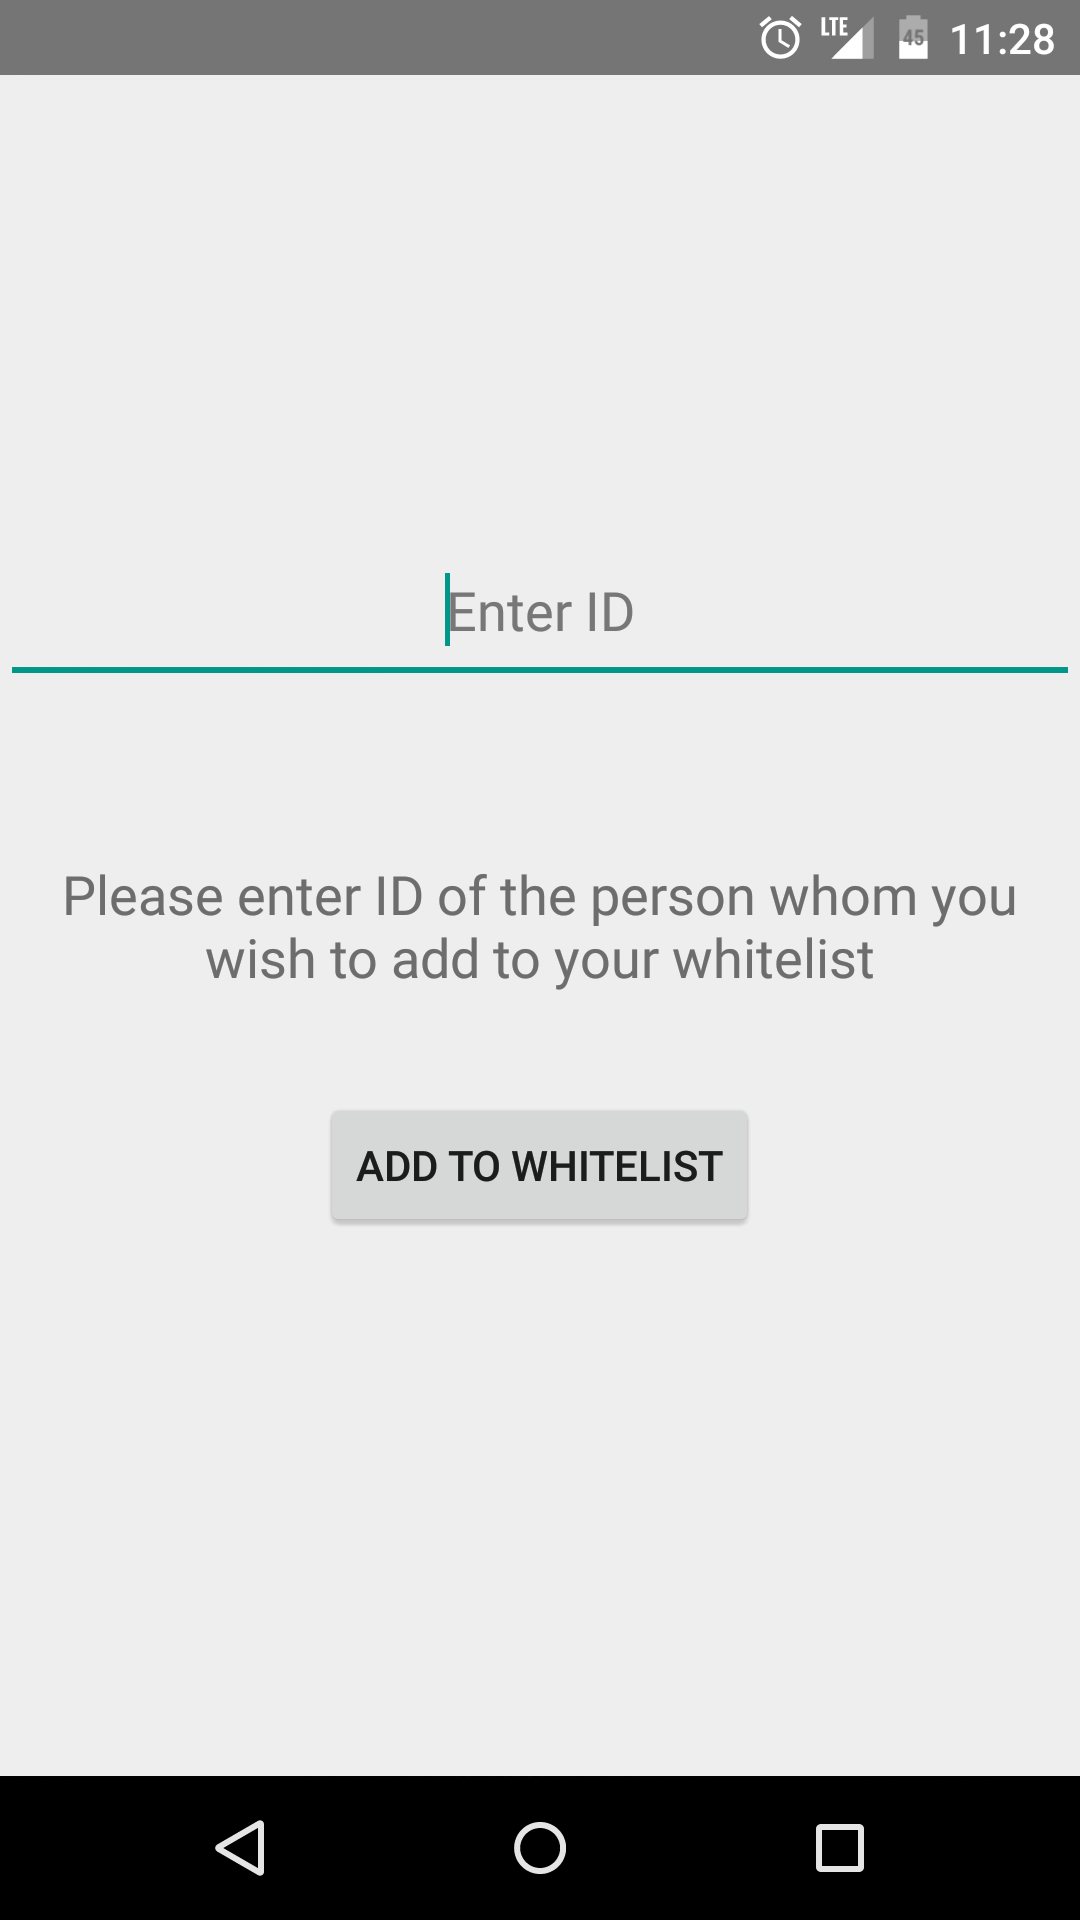 LTE 45 11:28
Enter ID
Please enter ID of the person whom you
wish to add to your whitelist
ADD TO WHITELIST